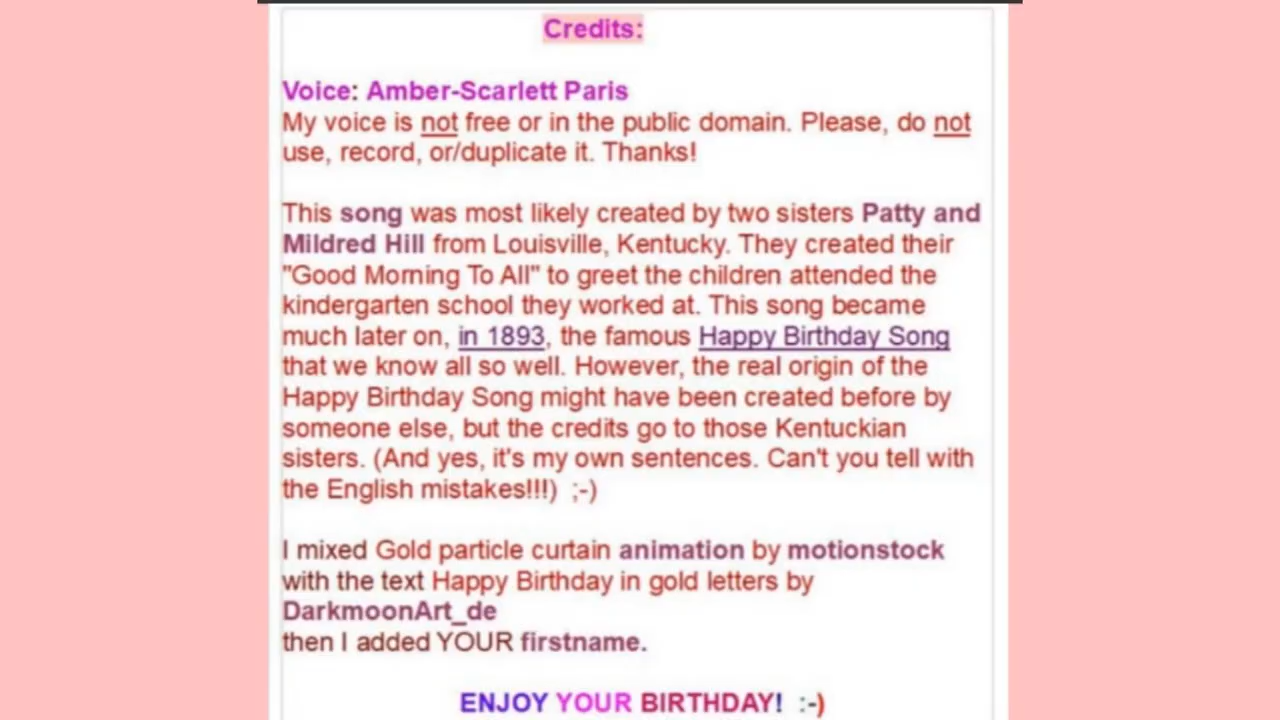 Credits:
Voice: Amber-Scarlett Paris
My voice is not free or in the public domain. Please, do not
use, record, or/duplicate it. Thanks!
This song was most likely created by two sisters Patty and
Mildred Hill from Louisville, Kentucky. They created their
"Good Morning To All" to greet the children attended the
kindergarten school they worked at. This song became
much later on, in 1893, the famous Happy Birthday Song
that we know all so well. However, the real origin of the
Happy Birthday Song might have been created before by
someone else, but the credits go to those Kentuckian
sisters. (And yes, it's my own sentences. Can't you tell with
the English mistakes!!!) ;-)
I mixed Gold particle curtain animation by motionstock
with the text Happy Birthday in gold letters by
DarkmoonArt_de
then I added YOUR firstname.
ENJOY YOUR BIRTHDAY! :-)